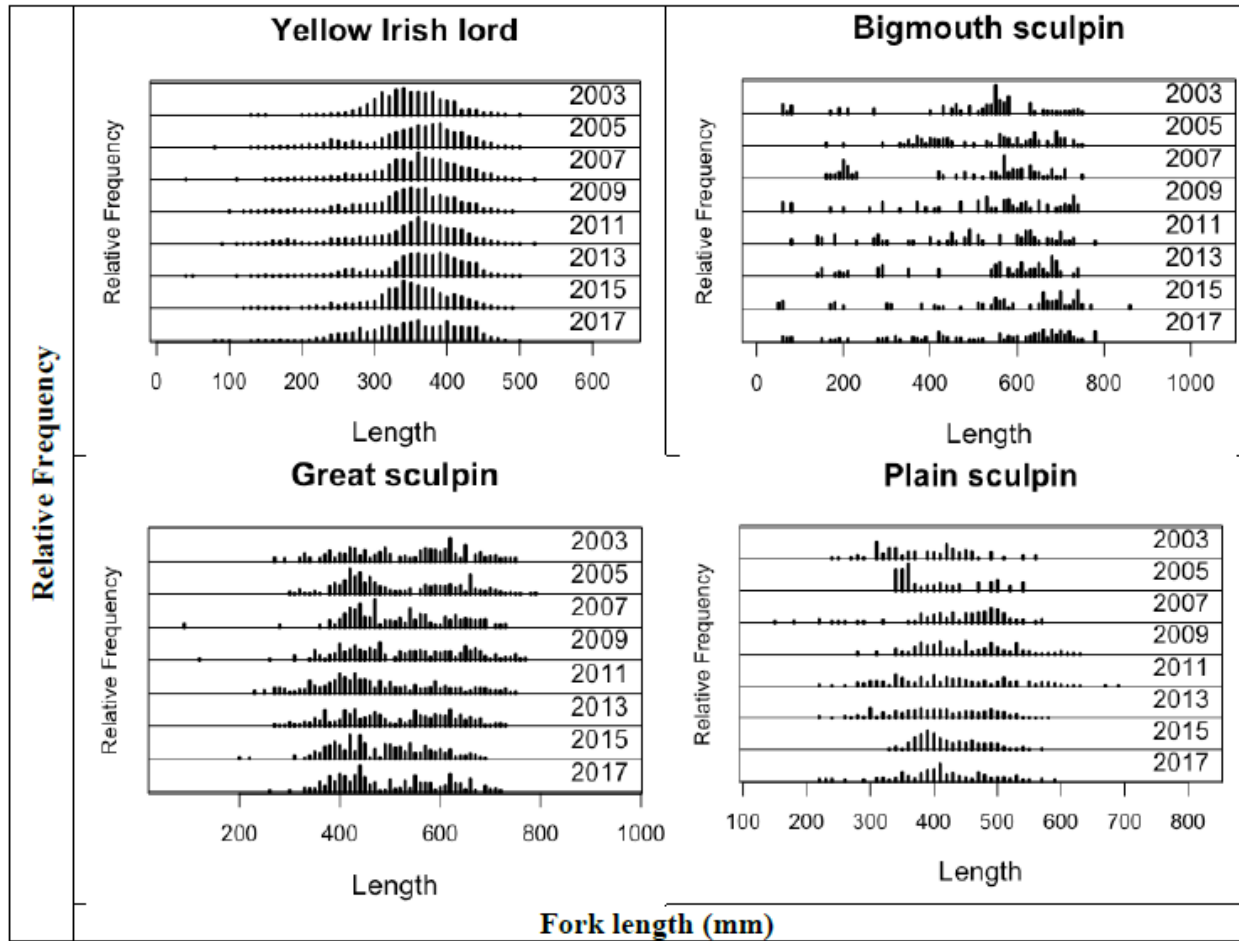 Relative Frequency
Yellow Irish lord
Relative Frequency
2003
2005
2007
2009
2011
2013
2015
2017
0 100 200 300 400 500 600
Length
Bigmouth sculpin
Relative Frequency
2003
2005
2007
2009
2011
2013
2015
2017
0 200 400 600 800 1000
Length
Great sculpin
Relative Frequency
2003
2005
2007
2009
2011
2013
2015
2017
200 400 600 800 1000
Length
Plain sculpin
Relative Frequency
2003
2005
2007
2009
2011
2013
2015
2017
100 200 300 400 500 600 700 800
Length
Fork length (mm)